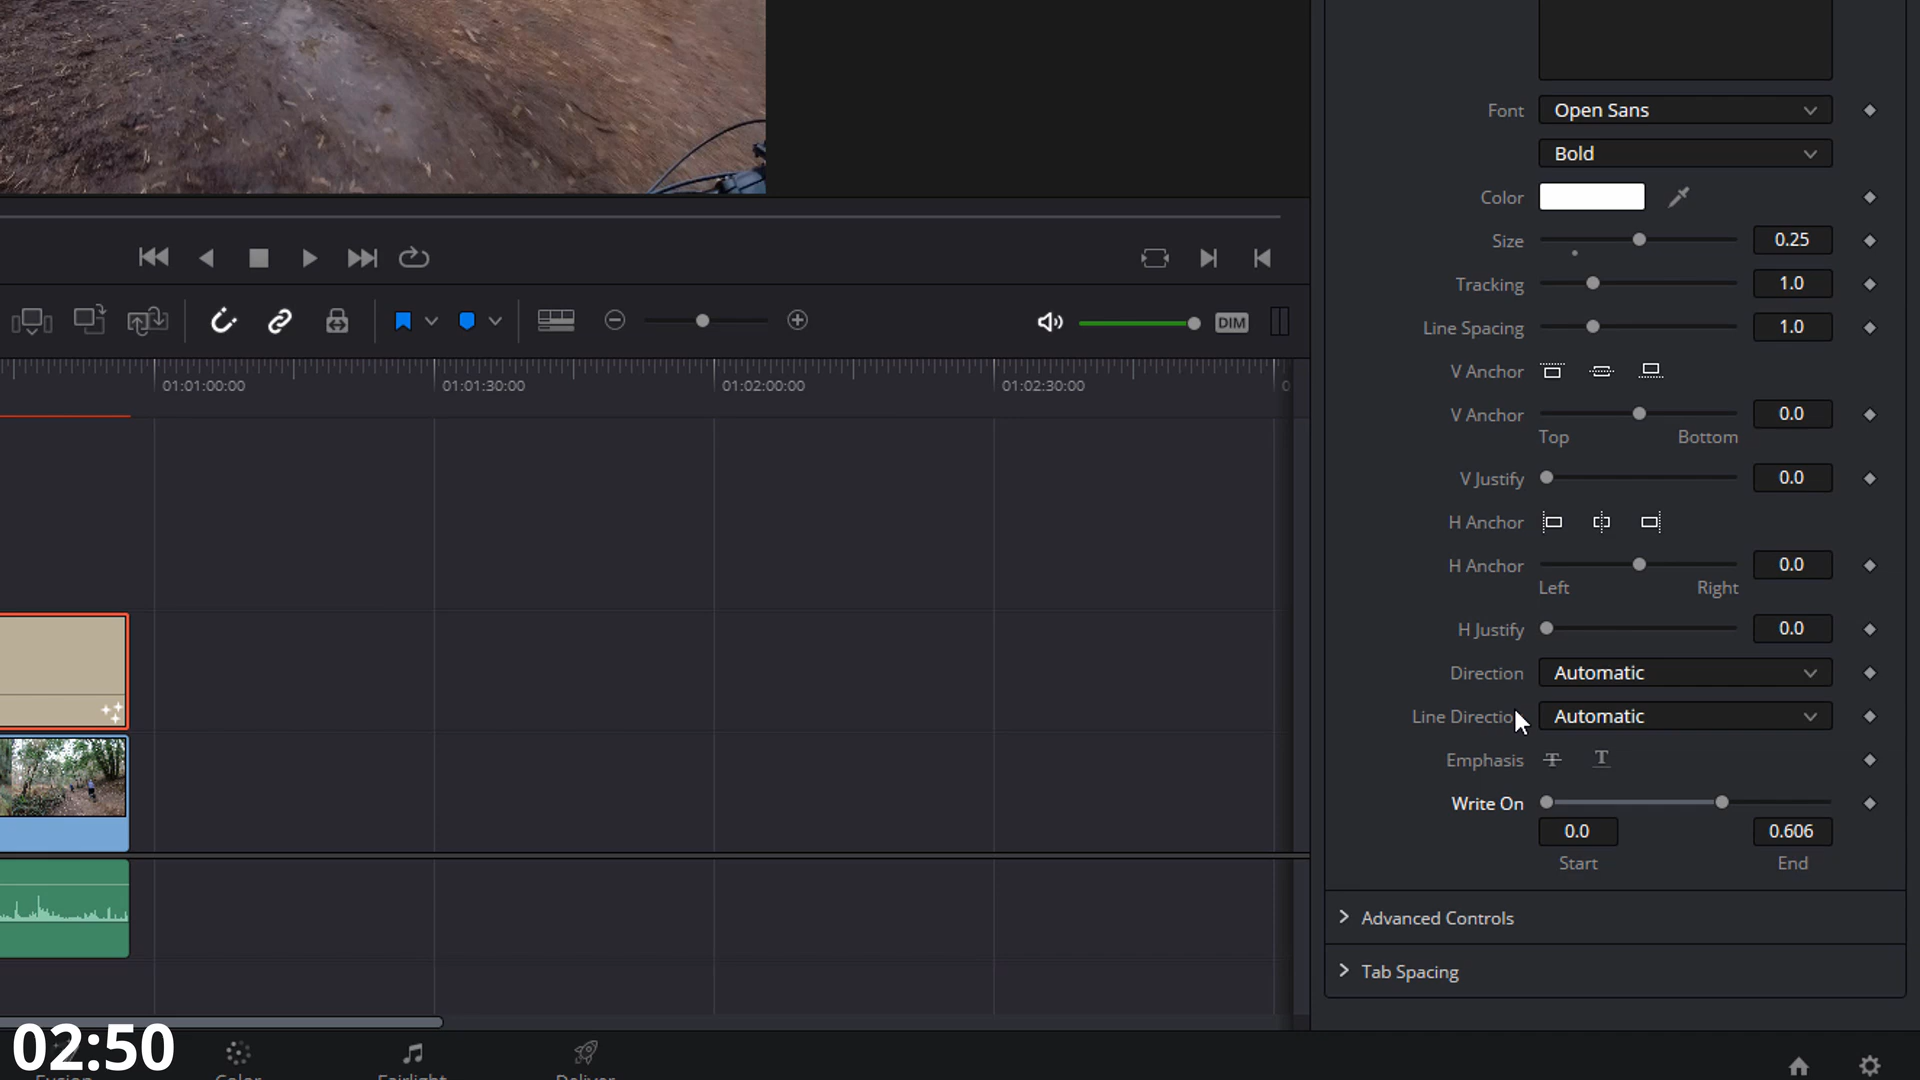 Font Open Sans
Bold
Color
Size 0.25
Tracking 1.0
Line Spacing 1.0
V Anchor
V Anchor 0.0
Top Bottom
V Justify 0.0
H Anchor
H Anchor 0.0
Left Right
H Justify 0.0
Direction Automatic
Line Direction Automatic
Emphasis T T
Write On
0.0 0.606
Start End
Advanced Controls
Tab Spacing
DIM
01:01:00:00 01:01:30:00 01:02:00:00 01:02:30:00 0
02:50
Fusion Color Fairlight Deliver